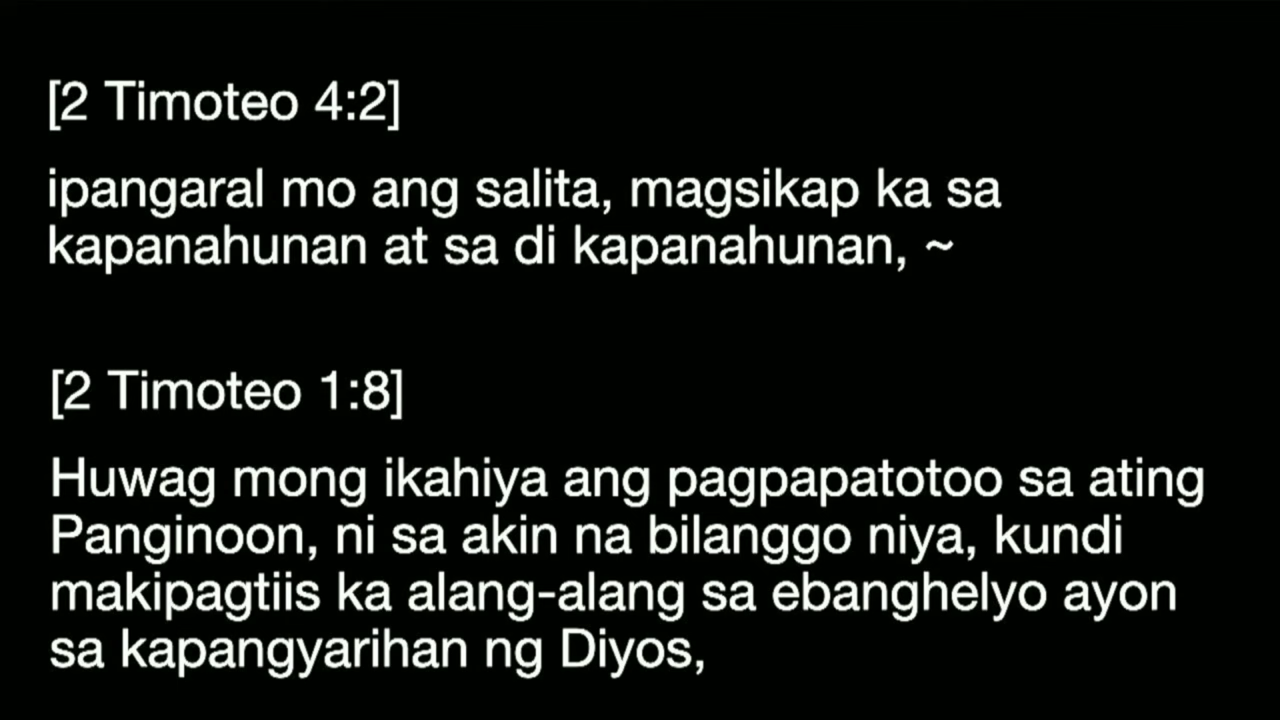 [2 Timoteo 4:2]
ipangaral mo ang salita, magsikap ka sa
kapanahunan at sa di kapanahunan, ~
[2 Timoteo 1:8]
Huwag mong ikahiya ang pagpapatotoo sa ating
Panginoon, ni sa akin na bilanggo niya, kundi
makipagtiis ka alang-alang sa ebanghelyo ayon
sa kapangyarihan ng Diyos,